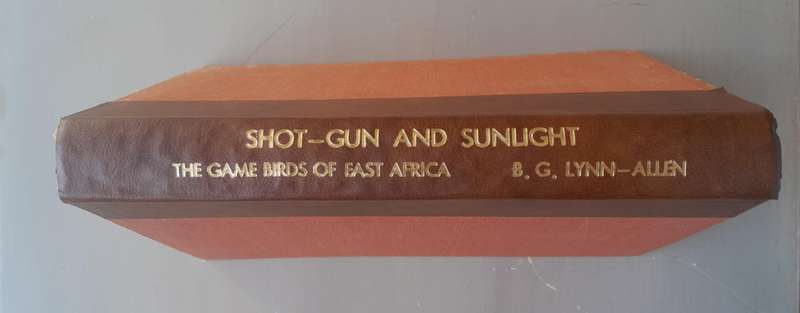 SHOT-GUN AND SUNLIGHT
THE GAME BIRDS OF EAST AFRICA B. G. LYNN-ALLEN